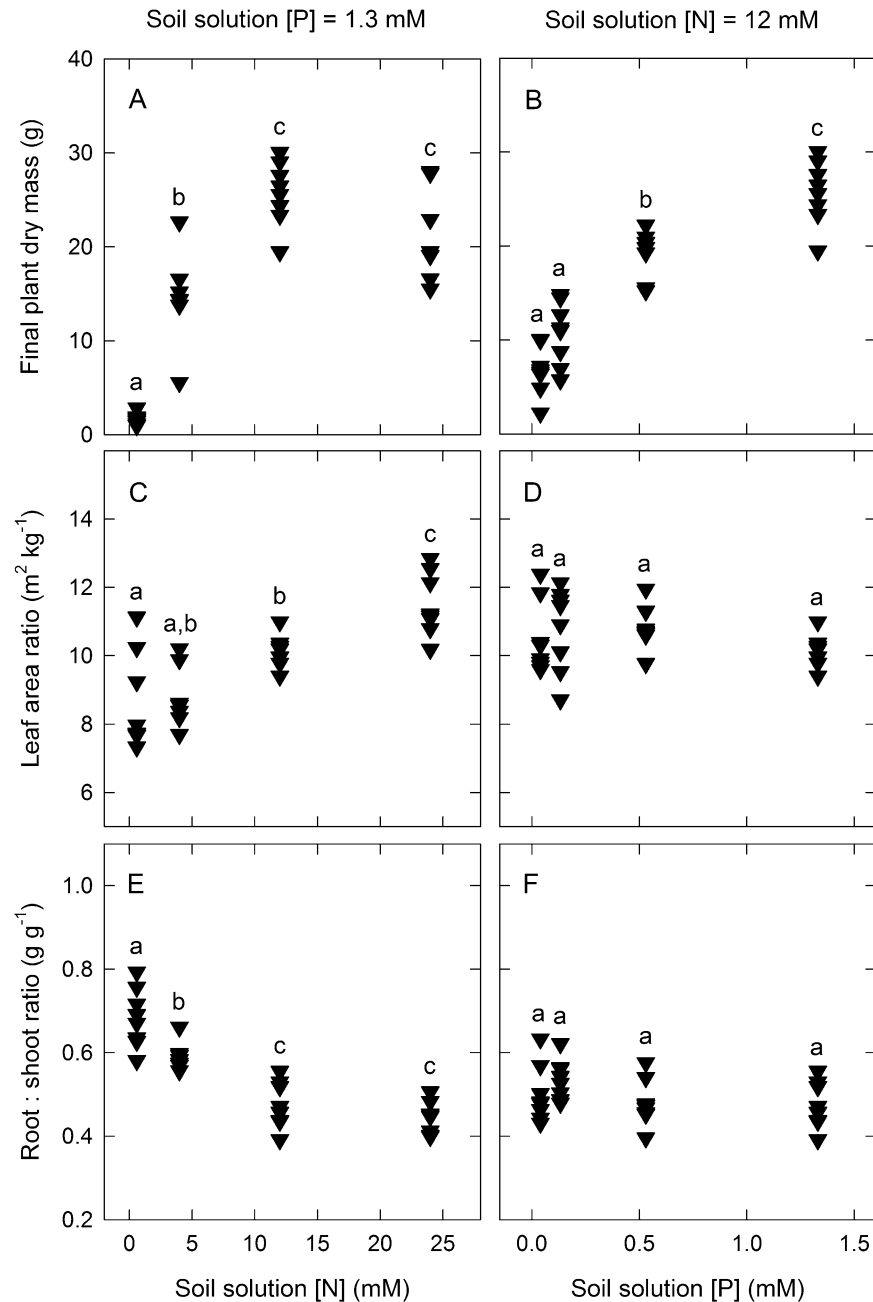 Soil solution [P] = 1.3 mM
Soil solution [N] = 12 mM
Final plant dry mass (g)
40
30
20
10
0
A
a
b
c
c
B
a
a
b
c
Leaf area ratio (m² kg⁻¹)
14
12
10
8
6
C
a
a,b
b
c
D
a
a
a
a
Root : shoot ratio (g g⁻¹)
1.0
0.8
0.6
0.4
0.2
E
a
b
c
c
F
a
a
a
a
0 5 10 15 20 25
0.0 0.5 1.0 1.5
Soil solution [N] (mM)
Soil solution [P] (mM)